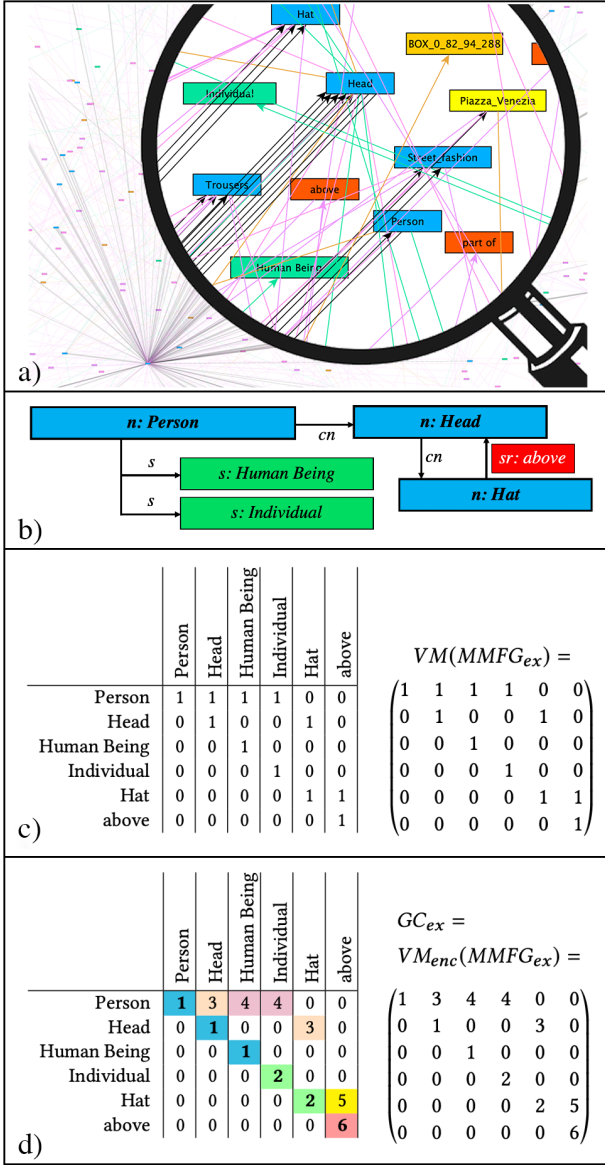 Hat
BOX_0_82_94_288
Head
Individual
Piazza_Venezia
Street_fashion
Trousers
above
Person
part of
Human Being
a)
n: Person
cn
n: Head
s
s: Human Being
cn
sr: above
s
s: Individual
n: Hat
b)
Person Head Human Being Individual Hat above
VM(MMFGex) =
Person 1 1 1 1 0 0
Head 0 1 0 0 1 0
Human Being 0 0 1 0 0 0
Individual 0 0 0 1 0 0
Hat 0 0 0 0 1 1
above 0 0 0 0 0 1
1 1 1 1 0 0
0 1 0 0 1 0
0 0 1 0 0 0
0 0 0 1 0 0
0 0 0 0 1 1
0 0 0 0 0 1
c)
Person Head Human Being Individual Hat above
GCex =
VMenc(MMFGex) =
Person 1 3 4 4 0 0
Head 0 1 0 0 3 0
Human Being 0 0 1 0 0 0
Individual 0 0 0 2 0 0
Hat 0 0 0 0 2 5
above 0 0 0 0 0 6
1 3 4 4 0 0
0 1 0 0 3 0
0 0 1 0 0 0
0 0 0 2 0 0
0 0 0 0 2 5
0 0 0 0 0 6
d)